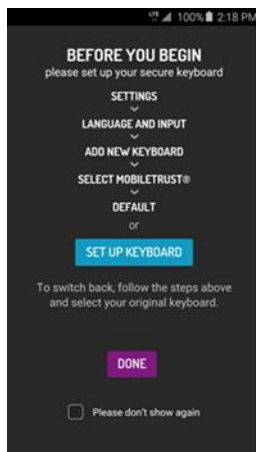 LTE 100% 2:18 PM
BEFORE YOU BEGIN
please set up your secure keyboard
SETTINGS
LANGUAGE AND INPUT
ADD NEW KEYBOARD
SELECT MOBILETRUST®
DEFAULT
or
SET UP KEYBOARD
To switch back, follow the steps above
and select your original keyboard.
DONE
Please don't show again